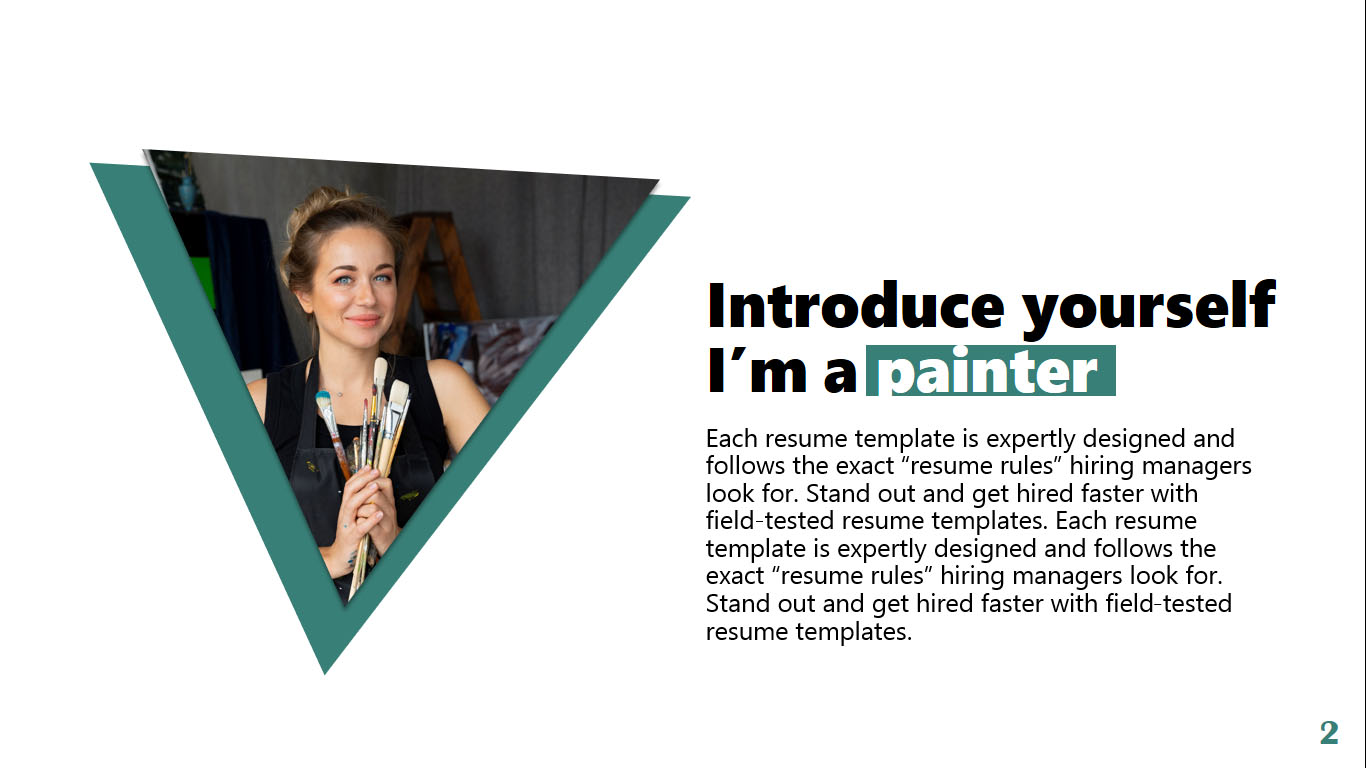 Introduce yourself
I´m a painter
Each resume template is expertly designed and
follows the exact “resume rules” hiring managers
look for. Stand out and get hired faster with
field-tested resume templates. Each resume
template is expertly designed and follows the
exact “resume rules” hiring managers look for.
Stand out and get hired faster with field-tested
resume templates.
2